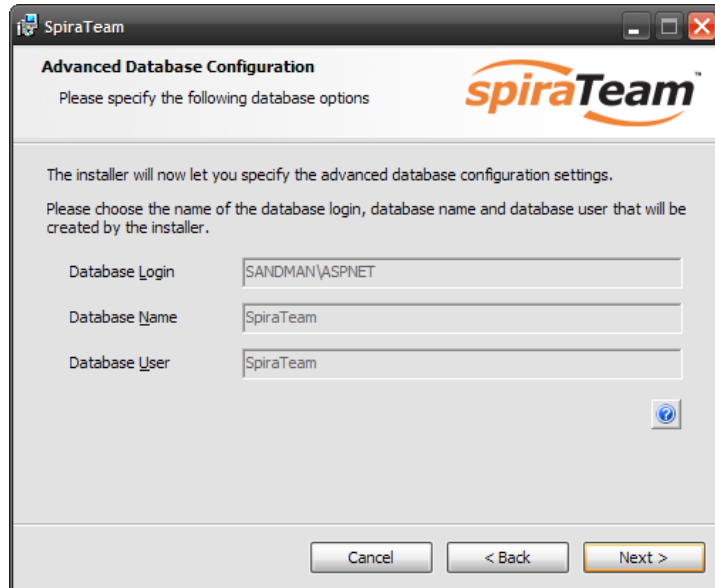 SpiraTeam
Advanced Database Configuration
Please specify the following database options
spiraTeam™
The installer will now let you specify the advanced database configuration settings.
Please choose the name of the database login, database name and database user that will be
created by the installer.
Database Login SANDMAN\ASPNET
Database Name SpiraTeam
Database User SpiraTeam
?
Cancel < Back Next >